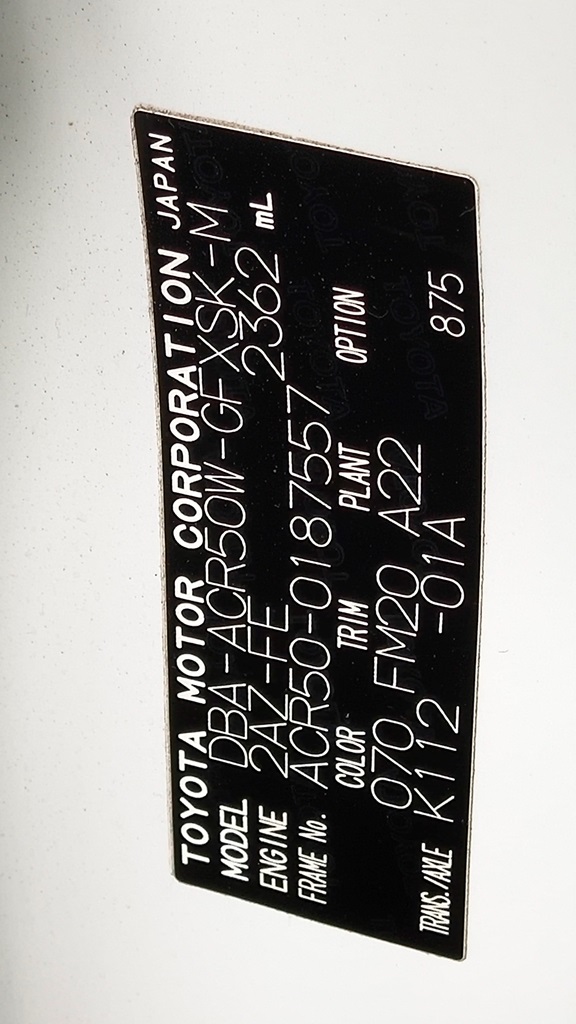 TOYOTA MOTOR CORPORATION JAPAN
MODEL DBA-ACR50W-GFXSK-M
ENGINE 2AZ-FE 2362 mL
FRAME No. ACR50-0187557
COLOR TRIM PLANT OPTION
070 FM20 A22 875
TRANS./AXLE K112 -01A